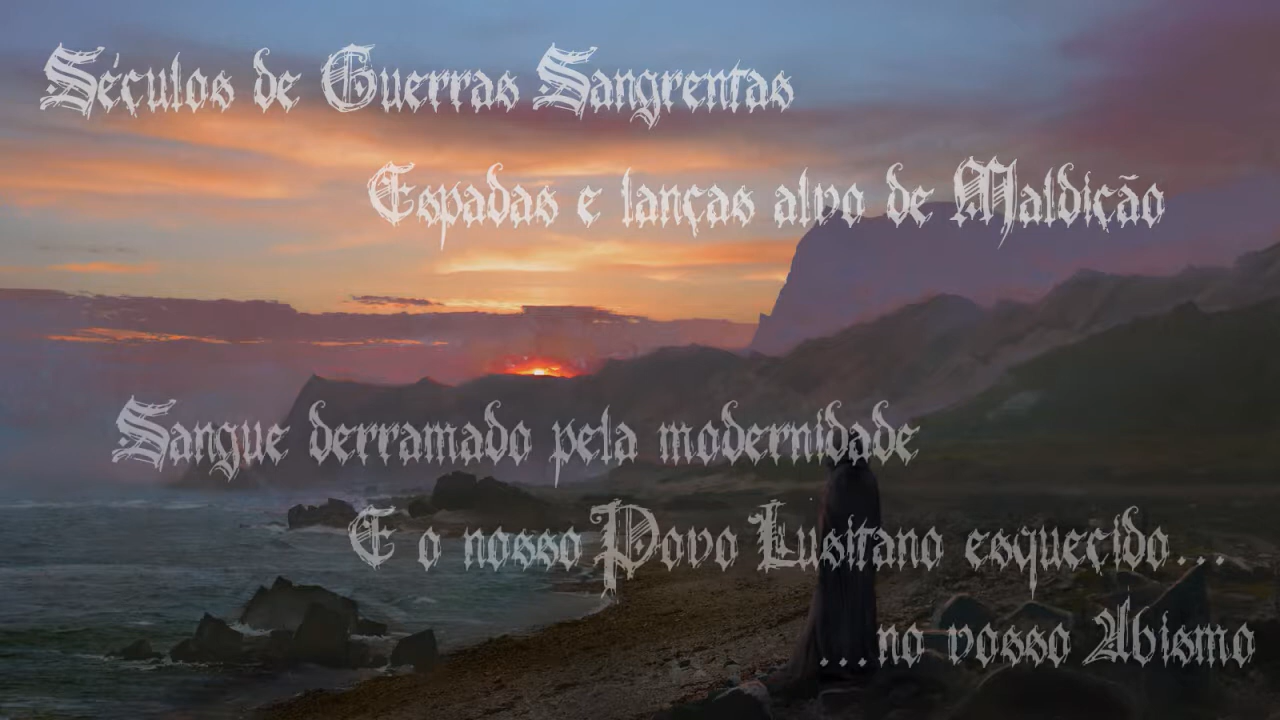 Séculos de Guerras Sangrentas
Espadas e lanças alvo de Maldição
Sangue derramado pela modernidade
E o nosso Povo Lusitano esquecido...
...no vosso Abismo